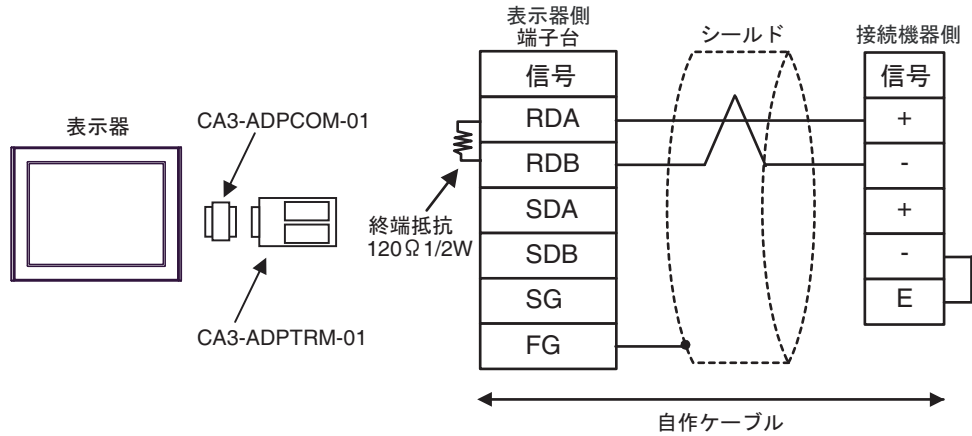 表示器
CA3-ADPCOM-01
CA3-ADPTRM-01
終端抵抗
120Ω 1/2W
表示器側
端子台
信号
RDA
RDB
SDA
SDB
SG
FG
シールド
接続機器側
信号
+
-
+
-
E
自作ケーブル